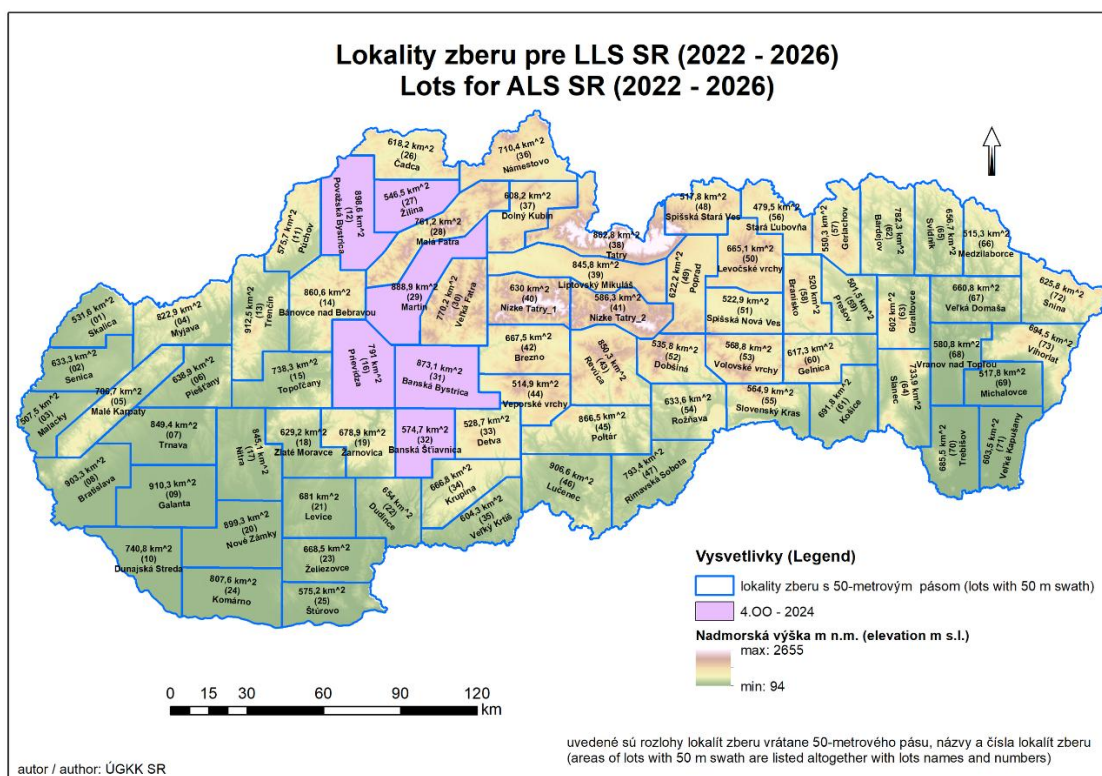 Lokality zberu pre LLS SR (2022 - 2026)
Lots for ALS SR (2022 - 2026)
618,2 km^2
(26)
Čadca
710,4 km^2
(36)
Námestovo
898,6 km^2
(12)
Považská Bystrica
546,5 km^2
(27)
Žilina
608,2 km^2
(37)
Dolný Kubín
575,7 km^2
(11)
Púchov
761,2 km^2
(28)
Malá Fatra
862,8 km^2
(38)
Tatry
517,8 km^2
(48)
Spišská Stará Ves
479,5 km^2
(56)
Stará Ľubovňa
550,3 km^2
(57)
Gerlachov
782,3 km^2
(62)
Bardejov
656,7 km^2
(65)
Svidník
515,3 km^2
(66)
Medzilaborce
912,5 km^2
(13)
Trenčín
860,6 km^2
(14)
Bánovce nad Bebravou
888,9 km^2
(29)
Martin
770,2 km^2
(30)
Veľká Fatra
845,8 km^2
(39)
Liptovský Mikuláš
630 km^2
(40)
Nízke Tatry_1
586,3 km^2
(41)
Nízke Tatry_2
622,2 km^2
(49)
Poprad
665,1 km^2
(50)
Levočské vrchy
522,9 km^2
(51)
Spišská Nová Ves
520 km^2
(58)
Branisko
501,5 km^2
(59)
Prešov
602 km^2
(63)
Giraltovce
660,8 km^2
(67)
Veľká Domaša
625,8 km^2
(72)
Snina
531,6 km^2
(01)
Skalica
822,9 km^2
(04)
Myjava
633,3 km^2
(02)
Senica
638,9 km^2
(06)
Piešťany
738,3 km^2
(15)
Topoľčany
791 km^2
(16)
Prievidza
873,1 km^2
(31)
Banská Bystrica
667,5 km^2
(42)
Brezno
850,3 km^2
(43)
Revúca
535,8 km^2
(52)
Dobšiná
568,8 km^2
(53)
Volovské vrchy
617,3 km^2
(60)
Gelnica
580,8 km^2
(68)
Vranov nad Topľou
694,5 km^2
(73)
Vihorlat
507,5 km^2
(03)
Malacky
706,7 km^2
(05)
Malé Karpaty
849,4 km^2
(07)
Trnava
845,1 km^2
(17)
Nitra
629,2 km^2
(18)
Zlaté Moravce
678,9 km^2
(19)
Žarnovica
574,7 km^2
(32)
Banská Štiavnica
528,7 km^2
(33)
Detva
514,9 km^2
(44)
Veporské vrchy
866,5 km^2
(45)
Poltár
633,6 km^2
(54)
Rožňava
564,9 km^2
(55)
Slovenský Kras
691,8 km^2
(61)
Košice
733,9 km^2
(64)
Slanec
517,8 km^2
(69)
Michalovce
903,3 km^2
(08)
Bratislava
910,3 km^2
(09)
Galanta
681 km^2
(21)
Levice
654 km^2
(22)
Dudince
666,8 km^2
(34)
Krupina
906,6 km^2
(46)
Lučenec
793,4 km^2
(47)
Rimavská Sobota
685,5 km^2
(70)
Trebišov
603,5 km^2
(71)
Veľké Kapušany
740,8 km^2
(10)
Dunajská Streda
899,3 km^2
(20)
Nové Zámky
668,5 km^2
(23)
Želiezovce
604,3 km^2
(35)
Veľký Krtíš
807,6 km^2
(24)
Komárno
575,2 km^2
(25)
Štúrovo
Vysvetlivky (Legend)
lokality zberu s 50-metrovým pásom (lots with 50 m swath)
4.OO - 2024
Nadmorská výška m n.m. (elevation m s.l.)
max: 2655
min: 94
0 15 30 60 90 120
km
uvedené sú rozlohy lokalít zberu vrátane 50-metrového pásu, názvy a čísla lokalít zberu
(areas of lots with 50 m swath are listed altogether with lots names and numbers)
autor / author: ÚGKK SR